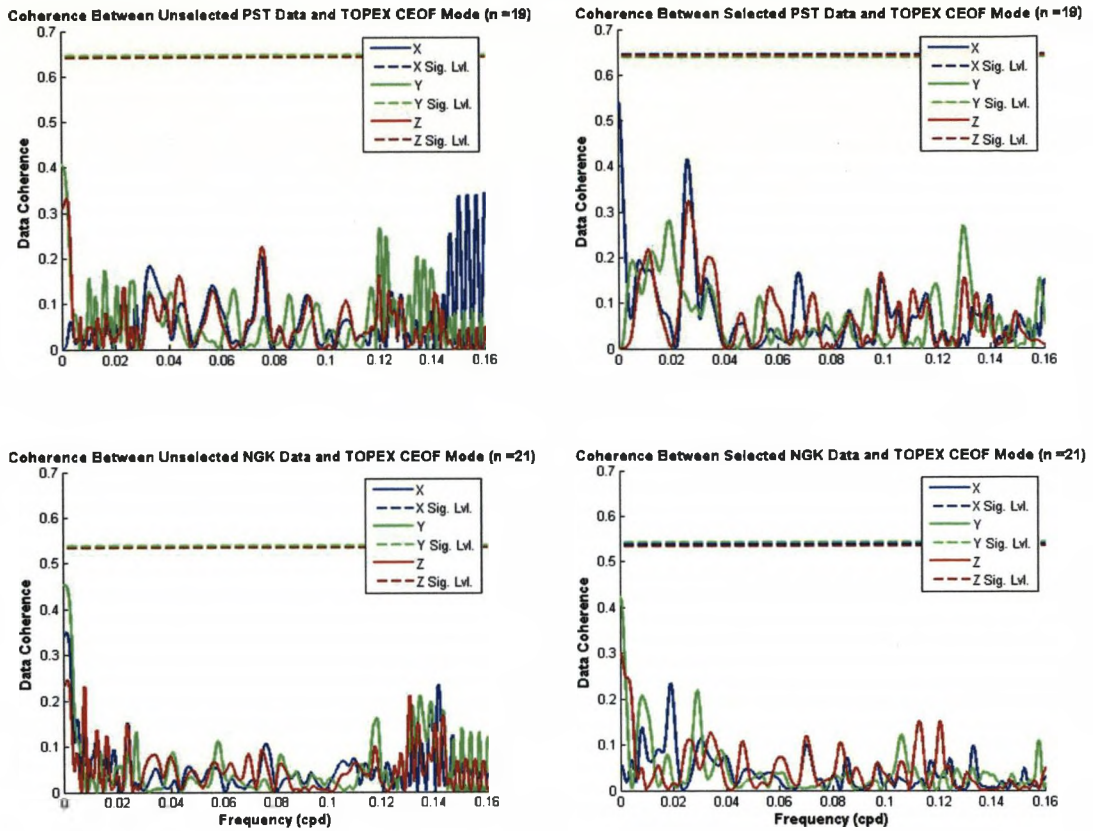 Coherence Between Unselected PST Data and TOPEX CEOF Mode (n =19)
0.7
0.6
0.5
0.4
0.3
0.2
0.1
0
Data Coherence
X
X Sig. Lvl.
Y
Y Sig. Lvl.
Z
Z Sig. Lvl.
0 0.02 0.04 0.06 0.08 0.1 0.12 0.14 0.16
Coherence Between Selected PST Data and TOPEX CEOF Mode (n =19)
0.7
0.6
0.5
0.4
0.3
0.2
0.1
0
Data Coherence
X
X Sig. Lvl.
Y
Y Sig. Lvl.
Z
Z Sig. Lvl.
0 0.02 0.04 0.06 0.08 0.1 0.12 0.14 0.16
Coherence Between Unselected NGK Data and TOPEX CEOF Mode (n =21)
0.7
0.6
0.5
0.4
0.3
0.2
0.1
0
Data Coherence
X
X Sig. Lvl.
Y
Y Sig. Lvl.
Z
Z Sig. Lvl.
0 0.02 0.04 0.06 0.08 0.1 0.12 0.14 0.16
Frequency (cpd)
Coherence Between Selected NGK Data and TOPEX CEOF Mode (n =21)
0.7
0.6
0.5
0.4
0.3
0.2
0.1
0
Data Coherence
X
X Sig. Lvl.
Y
Y Sig. Lvl.
Z
Z Sig. Lvl.
0 0.02 0.04 0.06 0.08 0.1 0.12 0.14 0.16
Frequency (cpd)